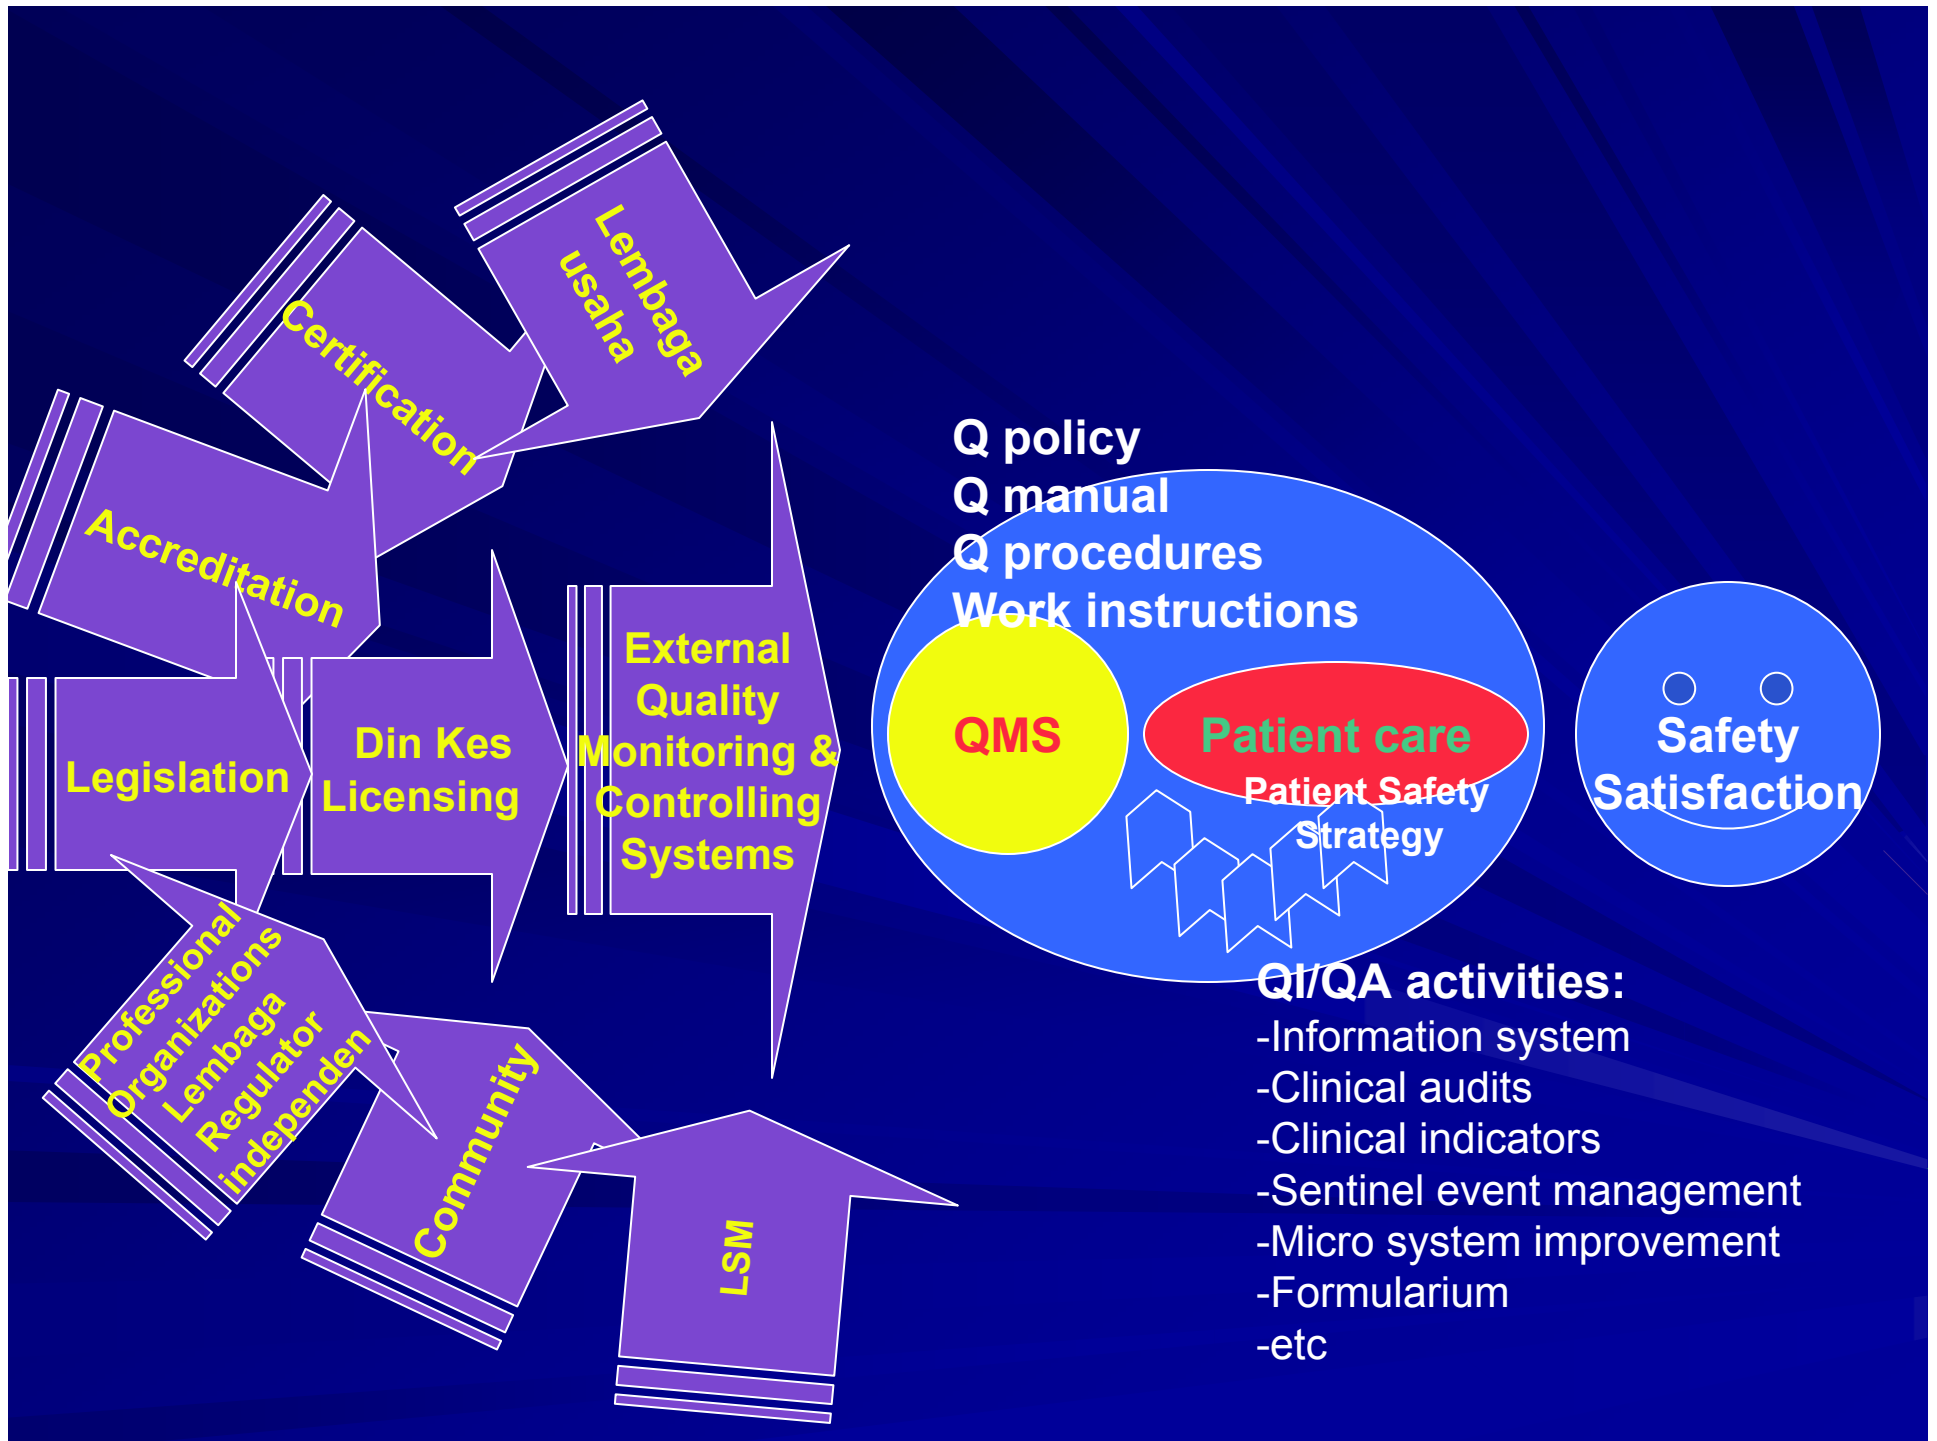 Lembaga
usaha
Certification
Accreditation
Legislation
Din Kes
Licensing
External
Quality
Monitoring &
Controlling
Systems
Professional
Organizations
Lembaga
Regulator
independen
Community
LSM
Q policy
Q manual
Q procedures
Work instructions
QMS
Patient care
Patient Safety
Strategy
Safety
Satisfaction
QI/QA activities:
-Information system
-Clinical audits
-Clinical indicators
-Sentinel event management
-Micro system improvement
-Formularium
-etc